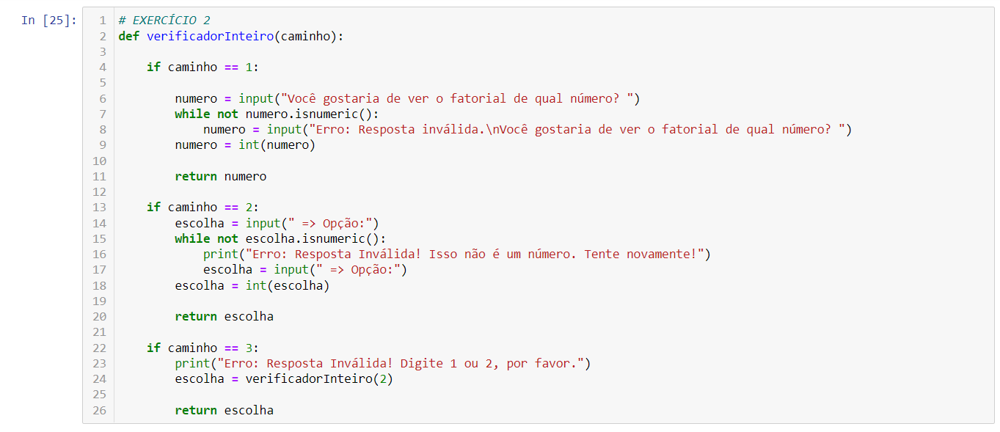 In [25]:
1 # EXERCÍCIO 2
2 def verificadorInteiro(caminho):
3
4     if caminho == 1:
5
6         numero = input("Você gostaria de ver o fatorial de qual número? ")
7         while not numero.isnumeric():
8             numero = input("Erro: Resposta inválida.\nVocê gostaria de ver o fatorial de qual número? ")
9         numero = int(numero)
10
11         return numero
12
13     if caminho == 2:
14         escolha = input(" => Opção:")
15         while not escolha.isnumeric():
16             print("Erro: Resposta Inválida! Isso não é um número. Tente novamente!")
17             escolha = input(" => Opção:")
18         escolha = int(escolha)
19
20         return escolha
21
22     if caminho == 3:
23         print("Erro: Resposta Inválida! Digite 1 ou 2, por favor.")
24         escolha = verificadorInteiro(2)
25
26         return escolha